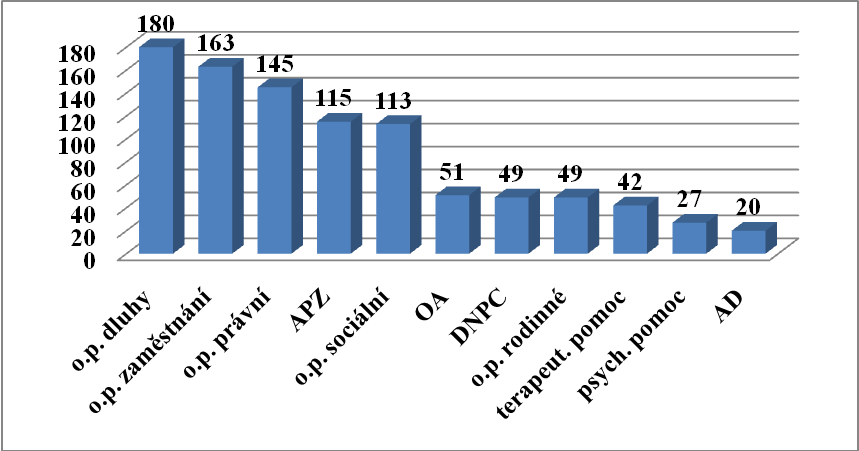 180
163
145
115
113
51
49
49
42
27
20
180
160
140
120
100
80
60
40
20
0
o.p. dluhy
o.p. zaměstnání
o.p. právní
APZ
o.p. sociální
OA
DNPC
o.p. rodinné
terapeut. pomoc
psych. pomoc
AD